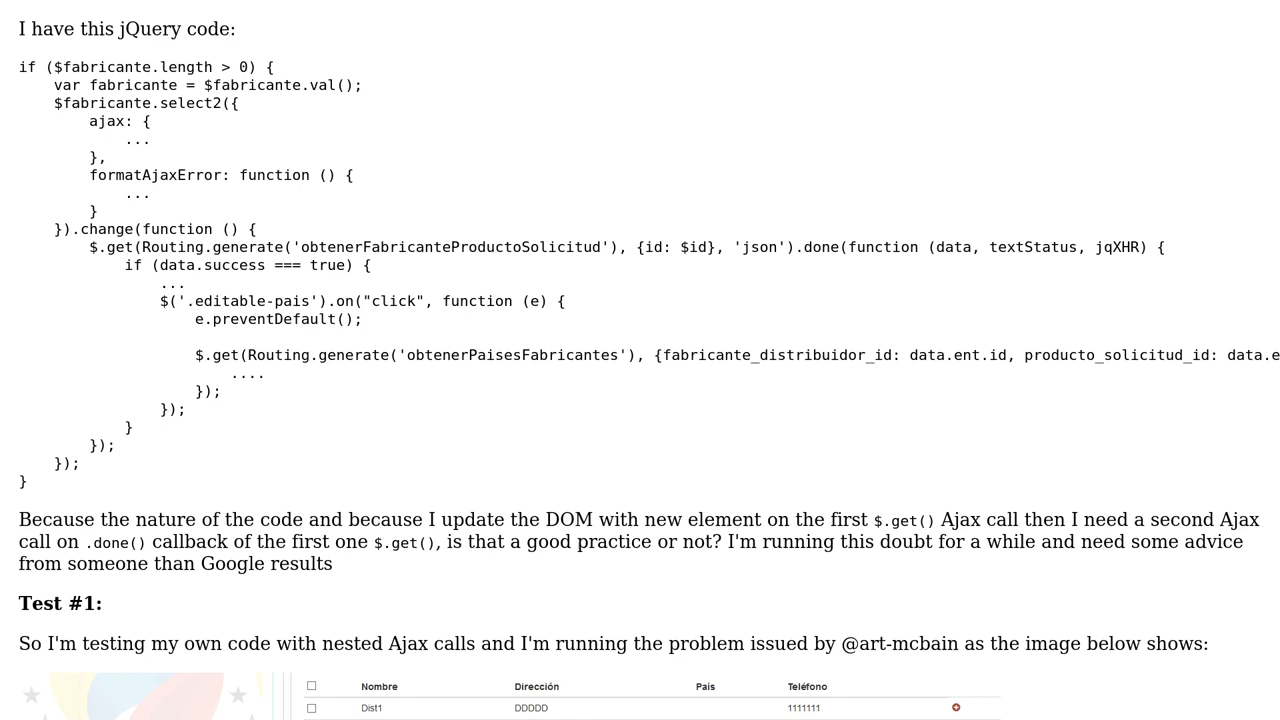 I have this jQuery code:
if ($fabricante.length > 0) {
    var fabricante = $fabricante.val();
    $fabricante.select2({
        ajax: {
            ...
        },
        formatAjaxError: function () {
            ...
        }
    }).change(function () {
        $.get(Routing.generate('obtenerFabricanteProductoSolicitud'), {id: $id}, 'json').done(function (data, textStatus, jqXHR) {
            if (data.success === true) {
                ...
                $('.editable-pais').on("click", function (e) {
                    e.preventDefault();
                    $.get(Routing.generate('obtenerPaisesFabricantes'), {fabricante_distribuidor_id: data.ent.id, producto_solicitud_id: data.e
                        ....
                    });
                });
            }
        });
    });
}
Because the nature of the code and because I update the DOM with new element on the first $.get() Ajax call then I need a second Ajax
call on .done() callback of the first one $.get(), is that a good practice or not? I'm running this doubt for a while and need some advice
from someone than Google results
Test #1:
So I'm testing my own code with nested Ajax calls and I'm running the problem issued by @art-mcbain as the image below shows:
Nombre Dirección País Teléfono
Dist1 DDDDD 1111111